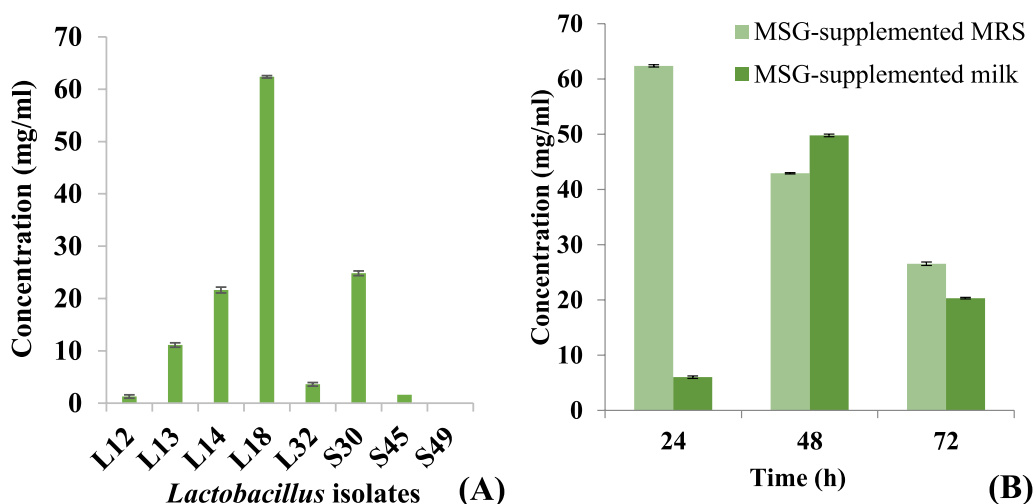 70
60
50
40
30
20
10
0
Concentration (mg/ml)
L12
L13
L14
L18
L32
S30
S45
S49
Lactobacillus isolates
(A)
70
60
50
40
30
20
10
0
Concentration (mg/ml)
MSG-supplemented MRS
MSG-supplemented milk
24
48
72
Time (h)
(B)